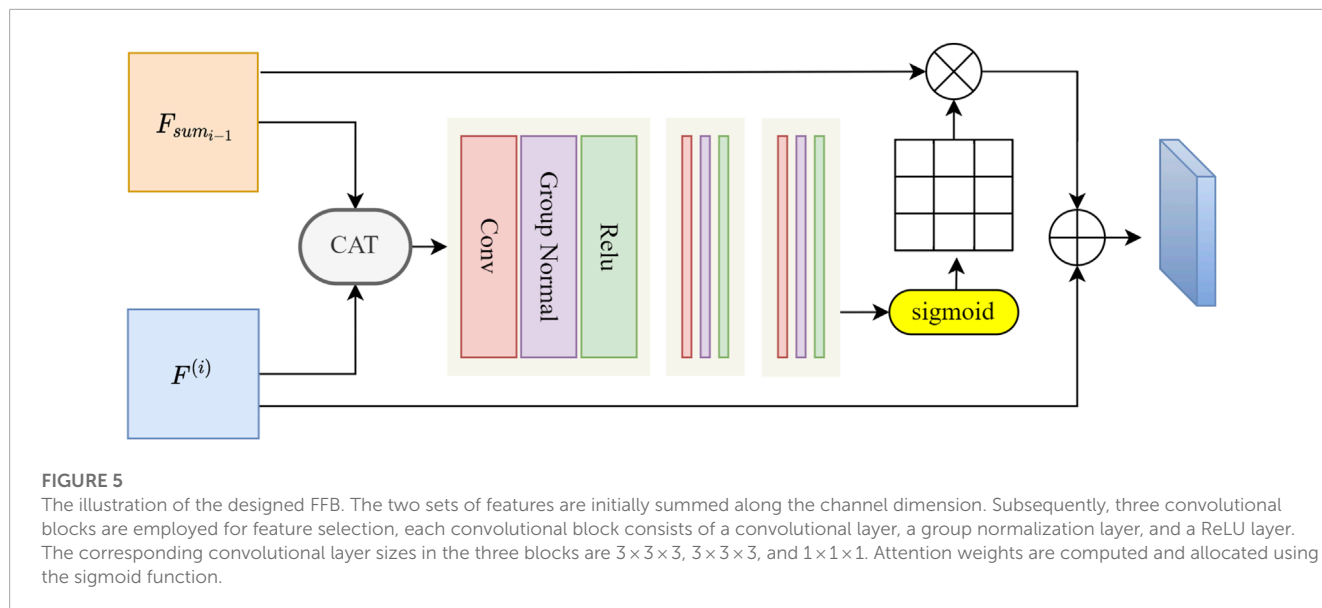 F_{sum_{i-1}}
CAT
F^{(i)}
Conv
Group Normal
Relu
sigmoid
FIGURE 5
The illustration of the designed FFB. The two sets of features are initially summed along the channel dimension. Subsequently, three convolutional
blocks are employed for feature selection, each convolutional block consists of a convolutional layer, a group normalization layer, and a ReLU layer.
The corresponding convolutional layer sizes in the three blocks are 3×3×3, 3×3×3, and 1×1×1. Attention weights are computed and allocated using
the sigmoid function.